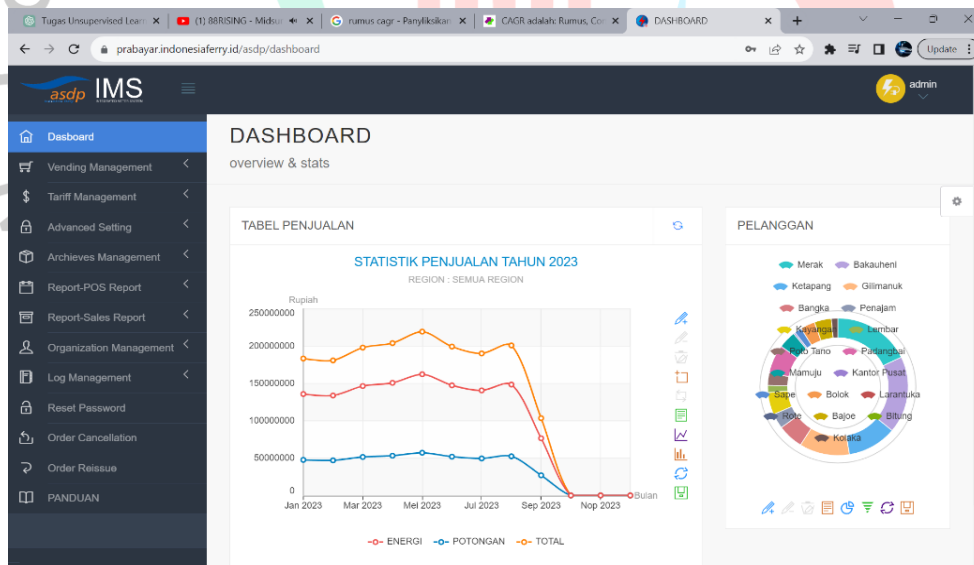 Tugas Unsupervised Learn
(1) 88RISING - Midsu
rumus cagr - Panyliksikan
CAGR adalah: Rumus, Co
DASHBOARD
prabayar.indonesiaferry.id/asdp/dashboard
Update
asdp IMS
admin
Dasboard
Vending Management
Tariff Management
Advanced Setting
Archieves Management
Report-POS Report
Report-Sales Report
Organization Management
Log Management
Reset Password
Order Cancellation
Order Reissue
PANDUAN
DASHBOARD
overview & stats
TABEL PENJUALAN
STATISTIK PENJUALAN TAHUN 2023
REGION : SEMUA REGION
Rupiah
250000000
200000000
150000000
100000000
50000000
0
Jan 2023 Mar 2023 Mei 2023 Jul 2023 Sep 2023 Nop 2023
Bulan
ENERGI POTONGAN TOTAL
PELANGGAN
Merak Bakauheni
Ketapang Gilimanuk
Bangka Penajam
Kayangan Lembar
Poto Tano Padangbai
Mamuju Kantor Pusat
Sape Bolok Larantuka
Rote Bajoe Bitung
Kolaka